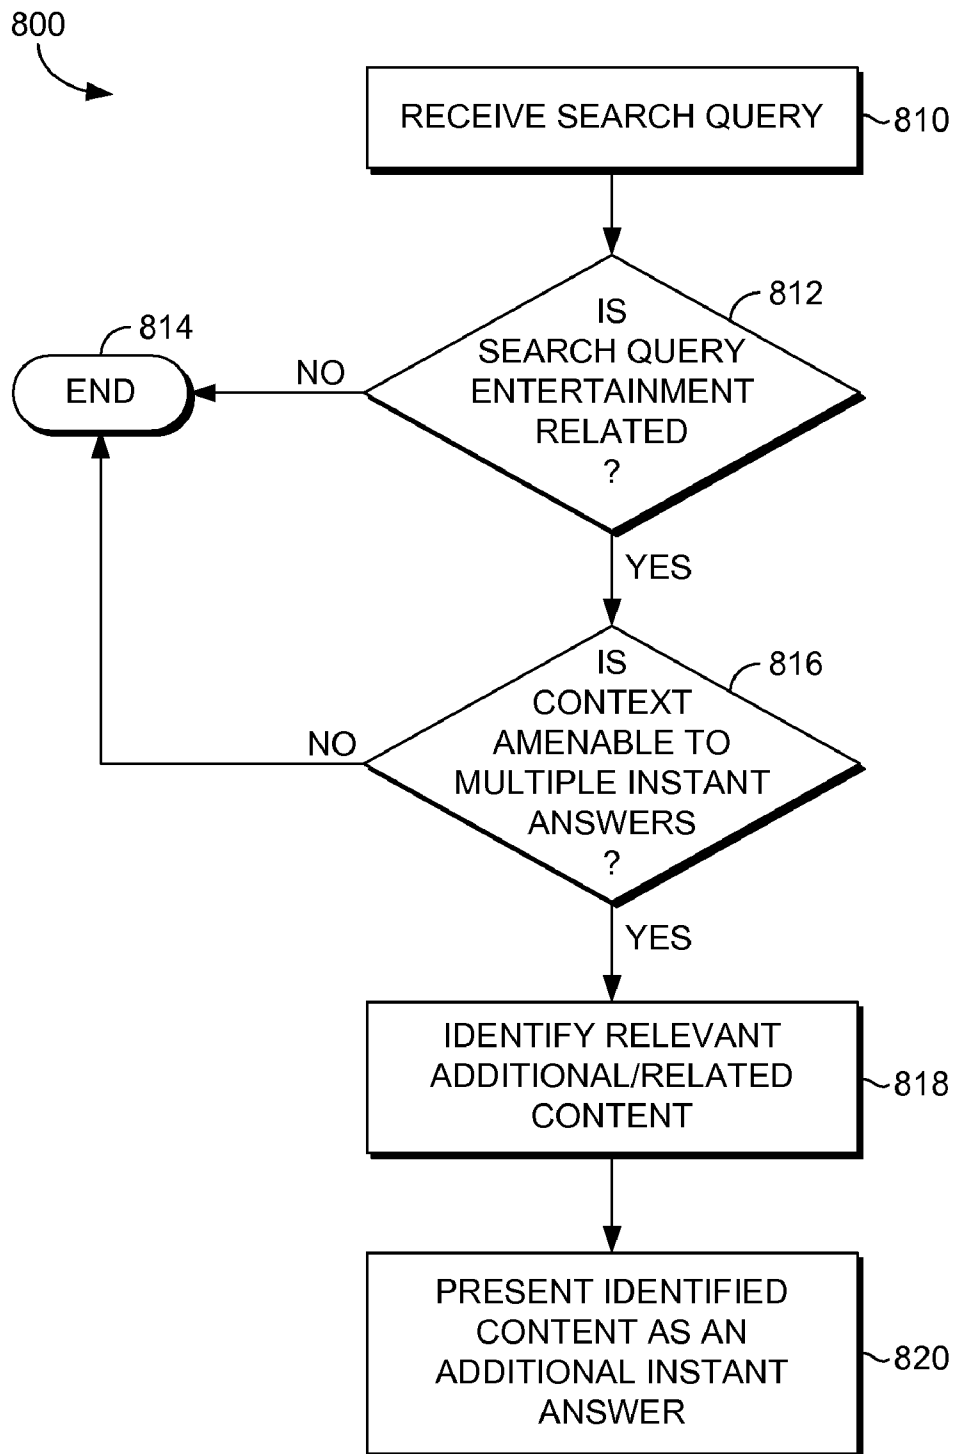 800
RECEIVE SEARCH QUERY
810
812
IS
SEARCH QUERY
ENTERTAINMENT
RELATED
?
814
END
NO
YES
816
IS
CONTEXT
AMENABLE TO
MULTIPLE INSTANT
ANSWERS
?
NO
YES
IDENTIFY RELEVANT
ADDITIONAL/RELATED
CONTENT
818
PRESENT IDENTIFIED
CONTENT AS AN
ADDITIONAL INSTANT
ANSWER
820